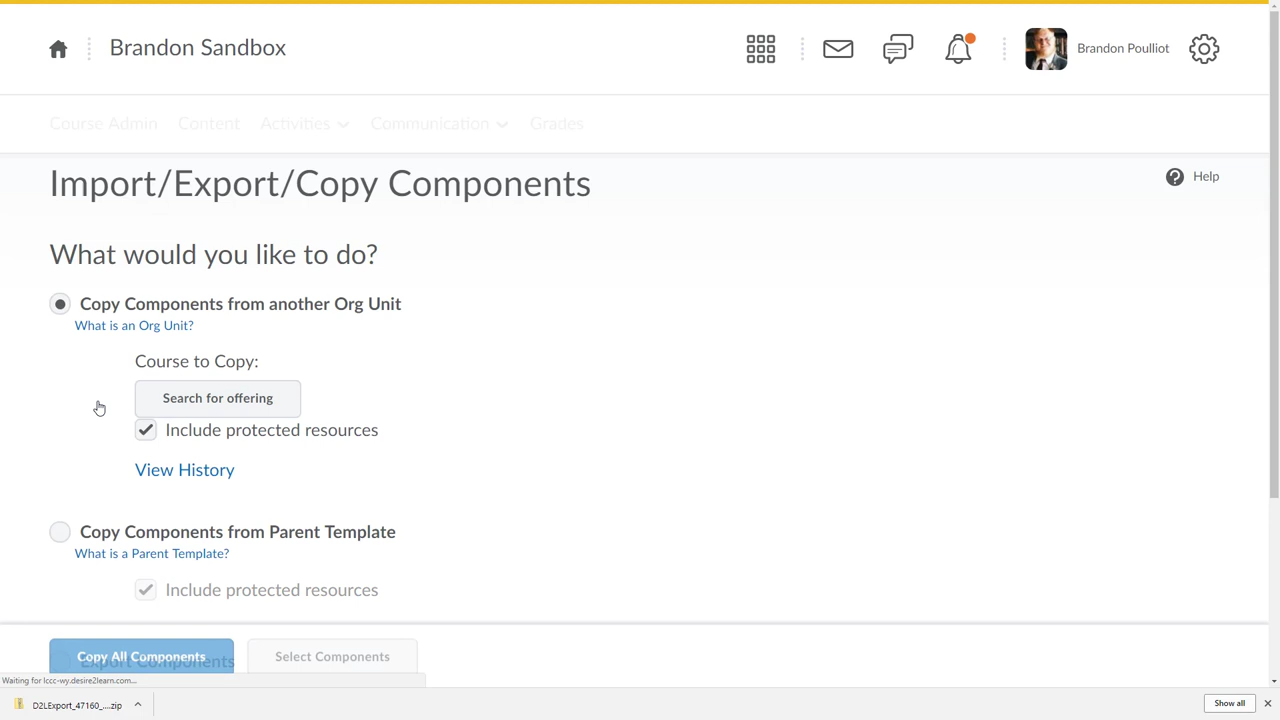 Brandon Sandbox
Brandon Poulliot
Course Admin Content Activities Communication Grades
Import/Export/Copy Components
Help
What would you like to do?
Copy Components from another Org Unit
What is an Org Unit?
Course to Copy:
Search for offering
Include protected resources
View History
Copy Components from Parent Template
What is a Parent Template?
Include protected resources
Copy All Components Select Components
Export Components
Waiting for lccc-wy.desire2learn.com...
D2LExport_47160_....zip
Show all